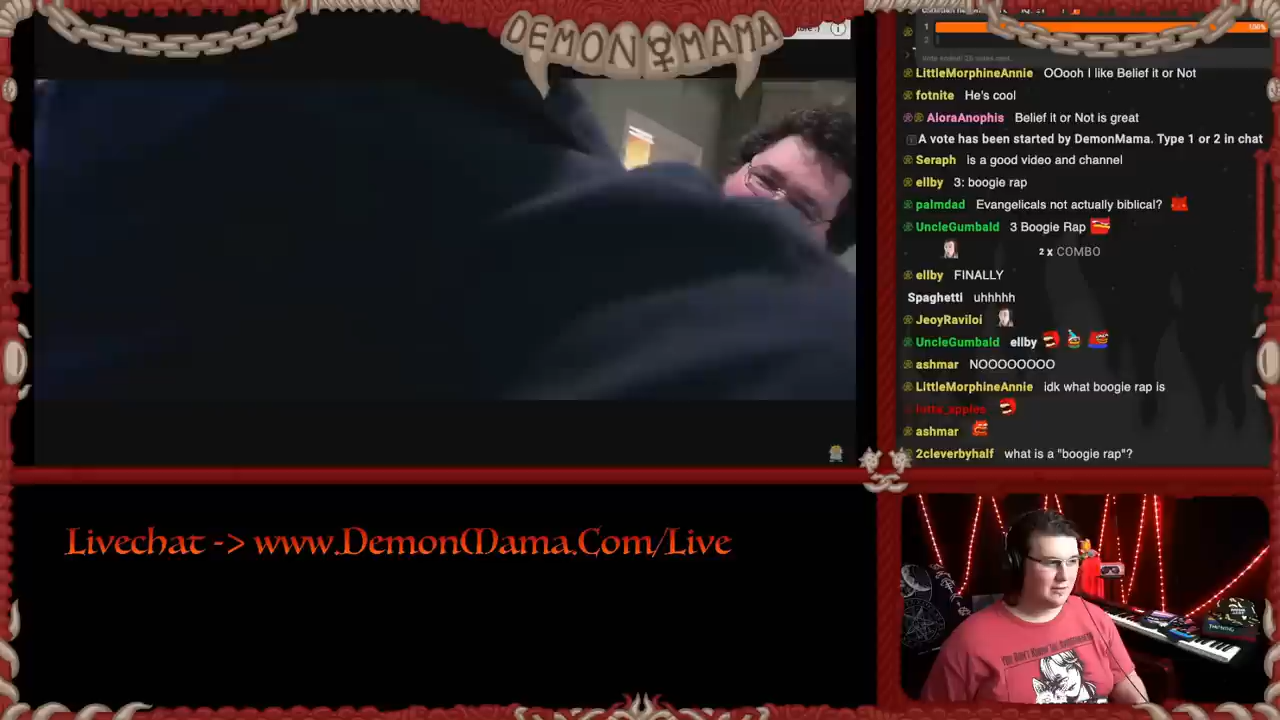 DEMON MAMA
1
100%
2
LittleMorphineAnnie OOooh I like Belief it or Not
fotnite He's cool
AloraAnophis Belief it or Not is great
A vote has been started by DemonMama. Type 1 or 2 in chat
Seraph is a good video and channel
ellby 3: boogie rap
palmdad Evangelicals not actually biblical?
UncleGumbald 3 Boogie Rap
2 x COMBO
ellby FINALLY
Spaghetti uhhhhh
JeoyRaviloi
UncleGumbald ellby
ashmar NOOOOOOOO
LittleMorphineAnnie idk what boogie rap is
lotta_apples
ashmar
2cleverbyhalf what is a "boogie rap"?
Livechat -> www.DemonMama.Com/Live